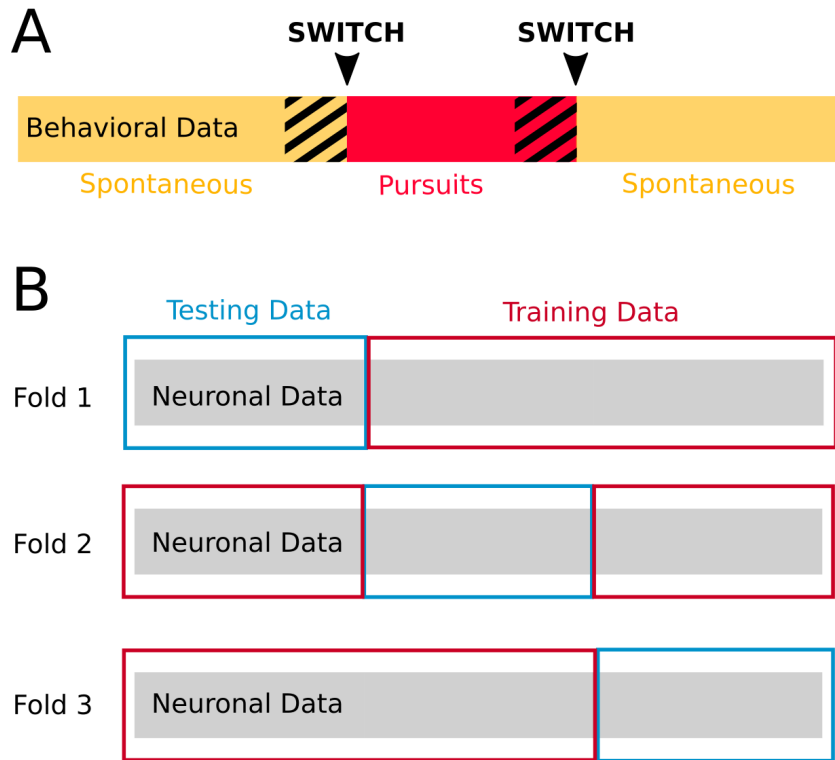 A
SWITCH SWITCH
Behavioral Data
Spontaneous Pursuits Spontaneous
B
Testing Data Training Data
Fold 1 Neuronal Data
Fold 2 Neuronal Data
Fold 3 Neuronal Data